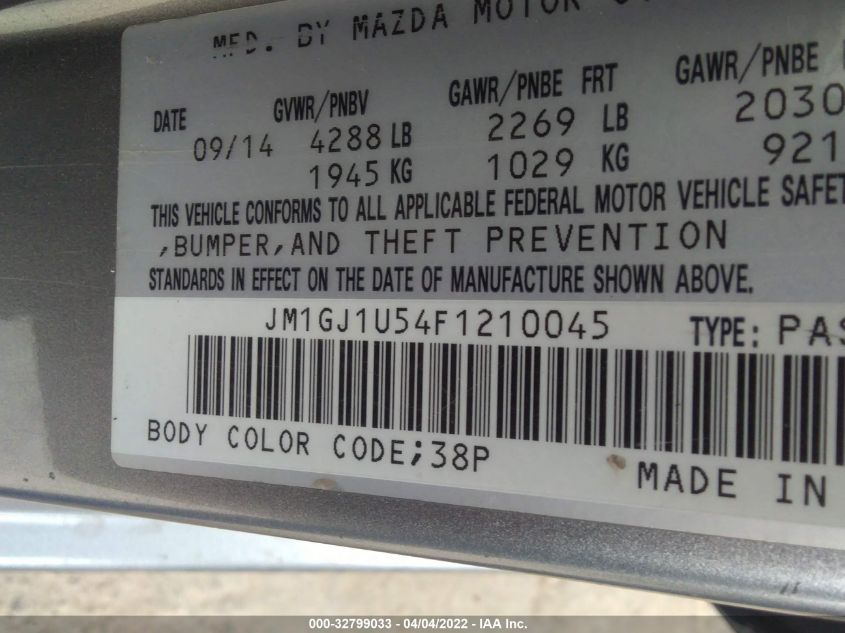 MFD. BY MAZDA MOTOR
DATE GVWR/PNBV GAWR/PNBE FRT GAWR/PNBE
09/14 4288 LB 2269 LB 2030
1945 KG 1029 KG 921
THIS VEHICLE CONFORMS TO ALL APPLICABLE FEDERAL MOTOR VEHICLE SAFET
,BUMPER,AND THEFT PREVENTION
STANDARDS IN EFFECT ON THE DATE OF MANUFACTURE SHOWN ABOVE.
JM1GJ1U54F1210045 TYPE: PAS
BODY COLOR CODE;38P
MADE IN
000-32799033 - 04/04/2022 - IAA Inc.